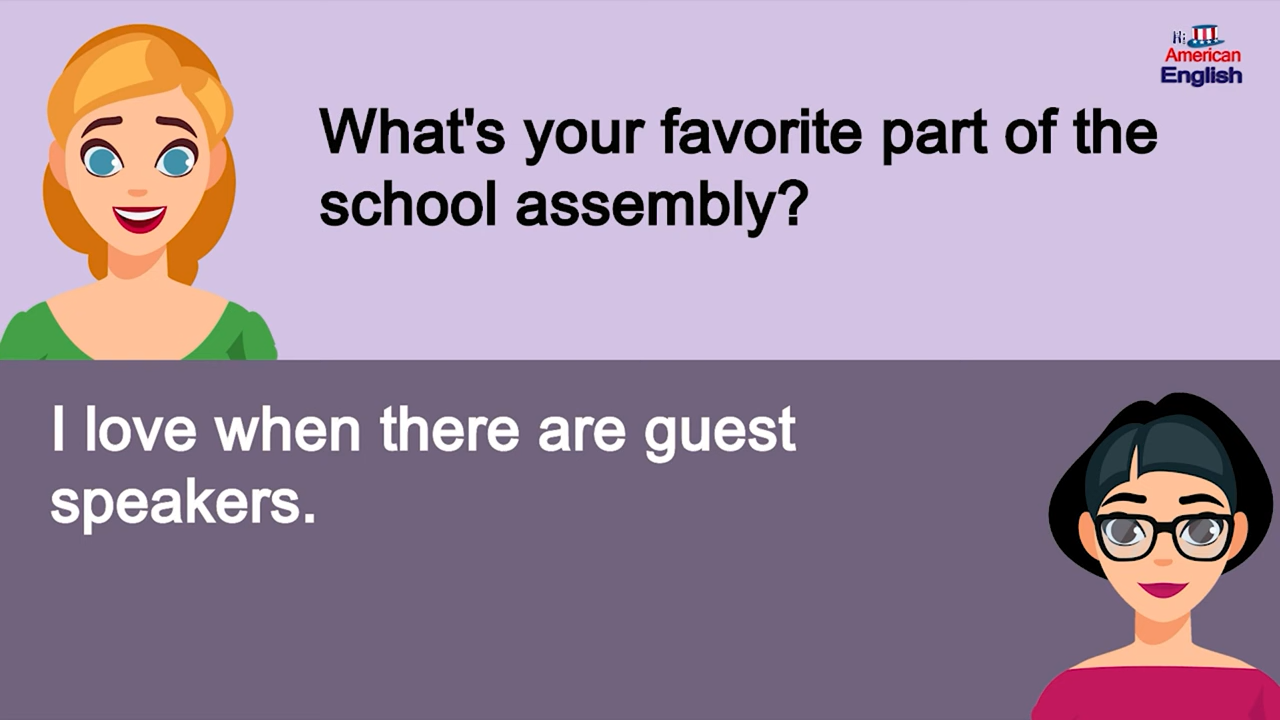 Hi
American
English
What's your favorite part of the
school assembly?
I love when there are guest
speakers.